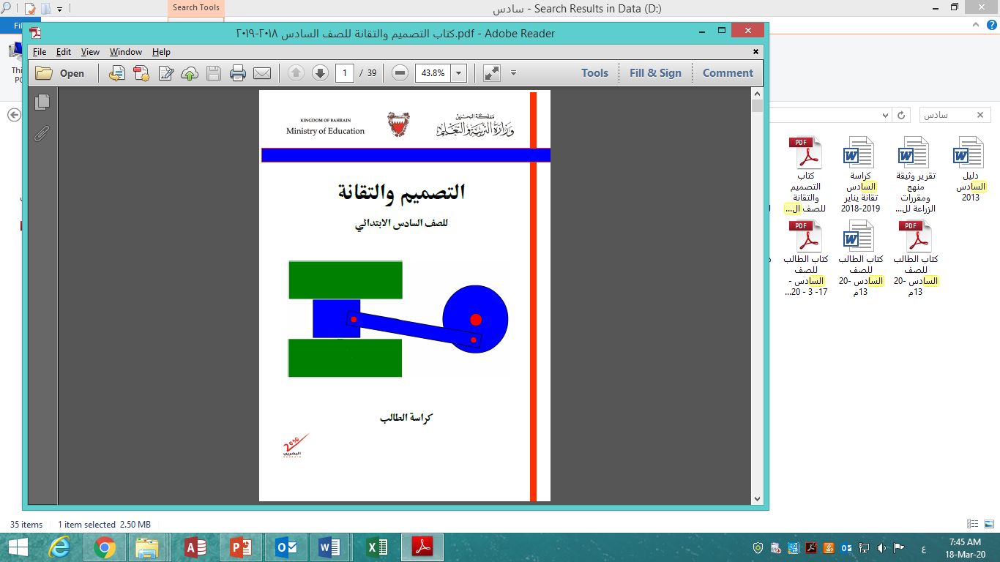 Search Tools
سادس - Search Results in Data (D:)
كتاب التصميم والتقانة للصف السادس ٢٠١٨-٢٠١٩.pdf - Adobe Reader
File Edit View Window Help
Open
1 / 39
43.8%
Tools
Fill & Sign
Comment
KINGDOM OF BAHRAIN
Ministry of Education
مملكة البحرين
وزارة التربية والتعليم
التصميم والتقانة
للصف السادس الابتدائي
كراسة الطالب
2030
البحرين
BAHRAIN
سادس
كتاب
التصميم
والتقانة
للصف ال...
كراسة
السادس
تقانة يناير
2018-2019
تقرير وثيقة
منهج
ومقررات
الزراعة لل...
دليل
السادس
2013
كتاب الطالب
للصف
السادس -
17- 3 - 20...
كتاب الطالب
للصف
السادس -20
13م
كتاب الطالب
للصف
السادس -20
13م
35 items
1 item selected 2.50 MB
ع
7:45 AM
18-Mar-20